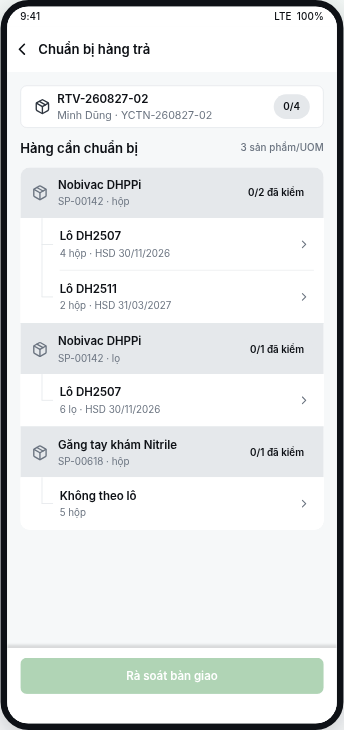 9:41 LTE 100%
Chuẩn bị hàng trả
RTV-260827-02
Minh Dũng · YCTN-260827-02
0/4
Hàng cần chuẩn bị
3 sản phẩm/UOM
Nobivac DHPPi
SP-00142 · hộp
0/2 đã kiểm
Lô DH2507
4 hộp · HSD 30/11/2026
Lô DH2511
2 hộp · HSD 31/03/2027
Nobivac DHPPi
SP-00142 · lọ
0/1 đã kiểm
Lô DH2507
6 lọ · HSD 30/11/2026
Găng tay khám Nitrile
SP-00618 · hộp
0/1 đã kiểm
Không theo lô
5 hộp
Rà soát bàn giao